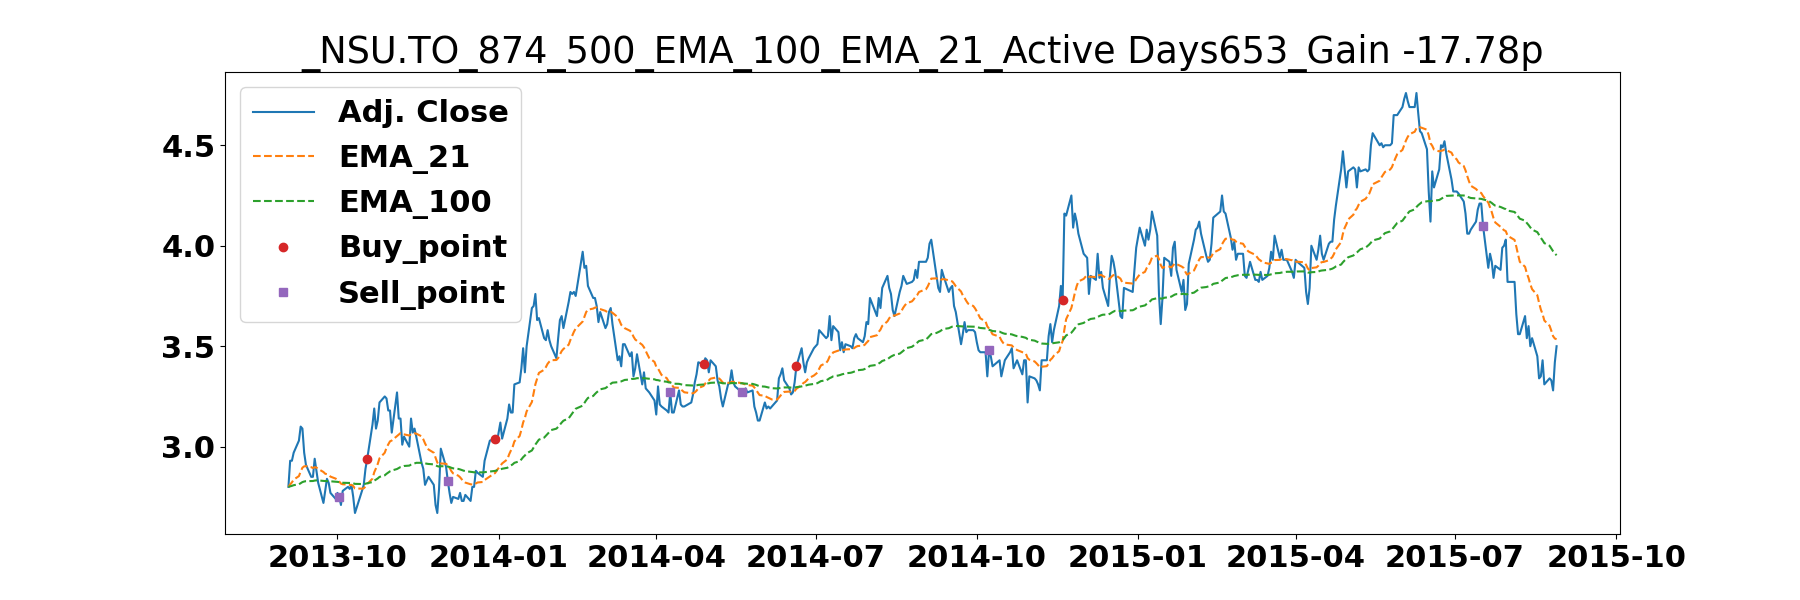 _NSU.TO_874_500_EMA_100_EMA_21_Active Days653_Gain -17.78p
Adj. Close
EMA_21
EMA_100
Buy_point
Sell_point
4.5
4.0
3.5
3.0
2013-10 2014-01 2014-04 2014-07 2014-10 2015-01 2015-04 2015-07 2015-10